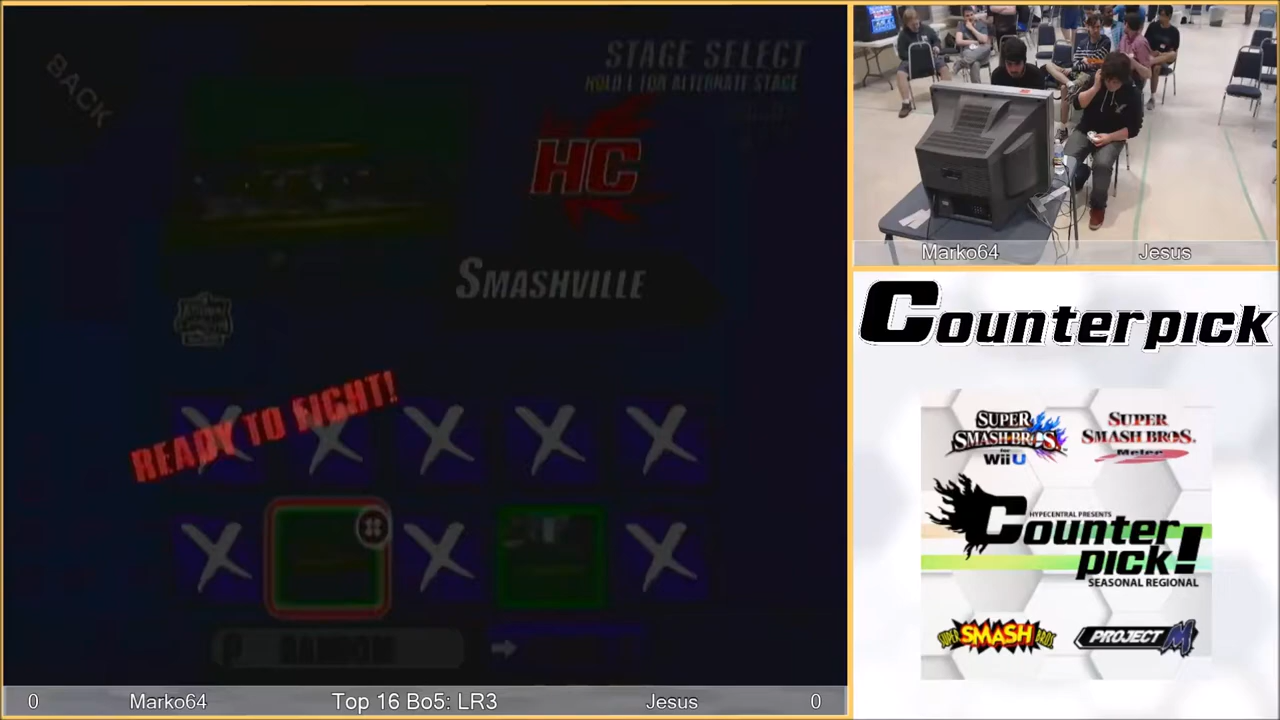 BACK
STAGE SELECT
HOLD L FOR ALTERNATE STAGE
HC
SMASHVILLE
READY TO FIGHT!
RANDOM
0
Marko64
Top 16 Bo5: LR3
Jesus
0
Marko64
Jesus
Counterpick
SUPER
SMASH BROS.
for
Wii U
SUPER
SMASH BROS.
Melee
HYPECENTRAL PRESENTS
Counter
pick!
SEASONAL REGIONAL
SUPER SMASH BROS
PROJECT M